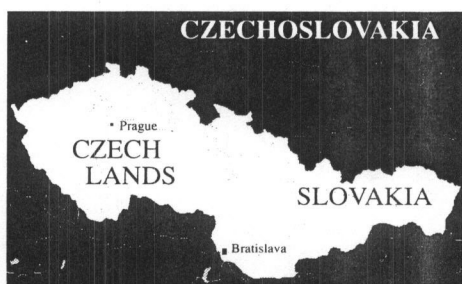 CZECHOSLOVAKIA
Prague
CZECH
LANDS
SLOVAKIA
Bratislava